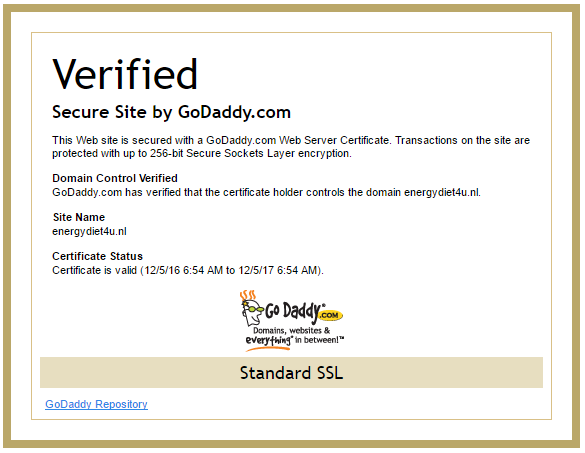 Verified
Secure Site by GoDaddy.com
This Web site is secured with a GoDaddy.com Web Server Certificate. Transactions on the site are
protected with up to 256-bit Secure Sockets Layer encryption.
Domain Control Verified
GoDaddy.com has verified that the certificate holder controls the domain energydiet4u.nl.
Site Name
energydiet4u.nl
Certificate Status
Certificate is valid (12/5/16 6:54 AM to 12/5/17 6:54 AM).
Go Daddy®.COM
Domains, websites &
everything* in between!™
Standard SSL
GoDaddy Repository